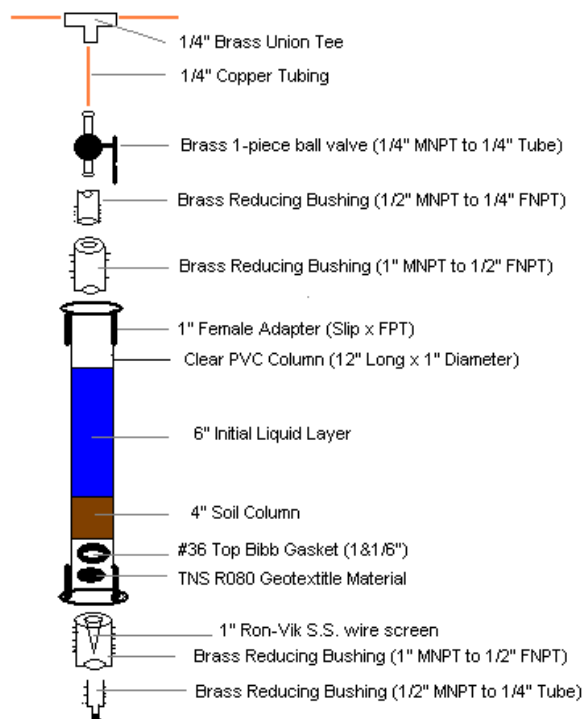 1/4" Brass Union Tee
1/4" Copper Tubing
Brass 1-piece ball valve (1/4" MNPT to 1/4" Tube)
Brass Reducing Bushing (1/2" MNPT to 1/4" FNPT)
Brass Reducing Bushing (1" MNPT to 1/2" FNPT)
1" Female Adapter (Slip x FPT)
Clear PVC Column (12" Long x 1" Diameter)
6" Initial Liquid Layer
4" Soil Column
#36 Top Bibb Gasket (1&1/6")
TNS R080 Geotextitle Material
1" Ron-Vik S.S. wire screen
Brass Reducing Bushing (1" MNPT to 1/2" FNPT)
Brass Reducing Bushing (1/2" MNPT to 1/4" Tube)